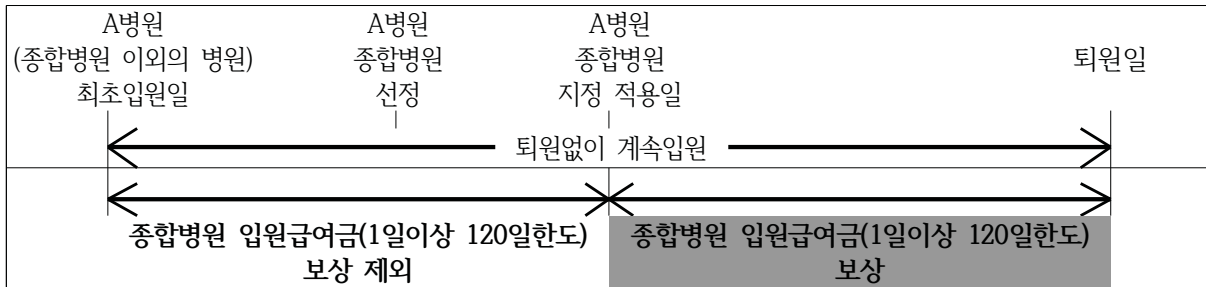 A병원
(종합병원 이외의 병원)
최초입원일
A병원
종합병원
선정
A병원
종합병원
지정 적용일
퇴원일
퇴원없이 계속입원
종합병원 입원급여금(1일이상 120일한도)
보상 제외
종합병원 입원급여금(1일이상 120일한도)
보상